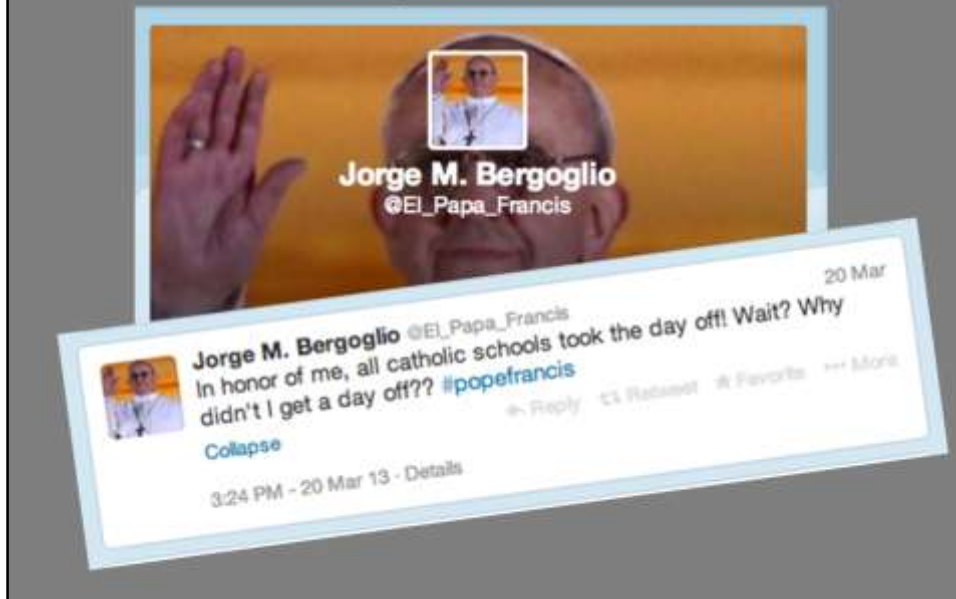 Jorge M. Bergoglio
@El_Papa_Francis
Jorge M. Bergoglio @El_Papa_Francis 20 Mar
In honor of me, all catholic schools took the day off! Wait? Why
didn't I get a day off?? #popefrancis
Reply Retweet Favorite More
Collapse
3:24 PM - 20 Mar 13 · Details